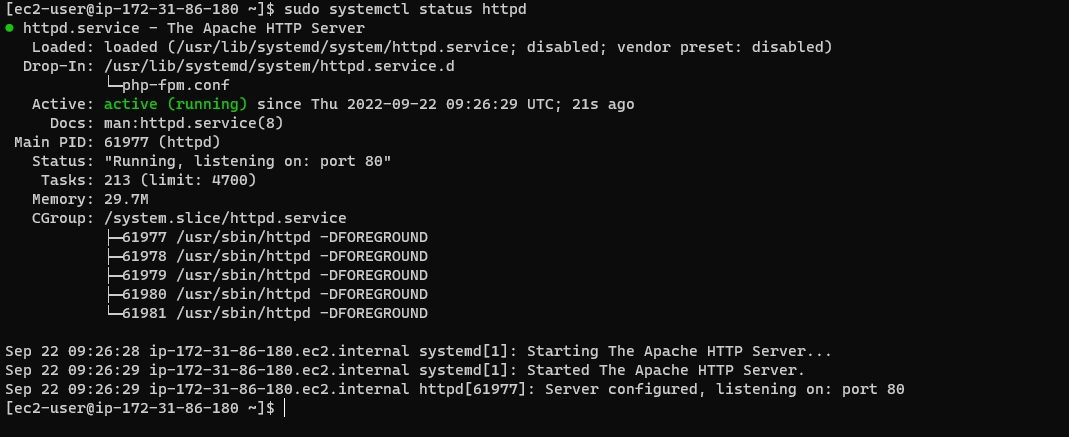 [ec2-user@ip-172-31-86-180 ~]$ sudo systemctl status httpd
● httpd.service - The Apache HTTP Server
   Loaded: loaded (/usr/lib/systemd/system/httpd.service; disabled; vendor preset: disabled)
  Drop-In: /usr/lib/systemd/system/httpd.service.d
           └─php-fpm.conf
   Active: active (running) since Thu 2022-09-22 09:26:29 UTC; 21s ago
     Docs: man:httpd.service(8)
 Main PID: 61977 (httpd)
   Status: "Running, listening on: port 80"
    Tasks: 213 (limit: 4700)
   Memory: 29.7M
   CGroup: /system.slice/httpd.service
           ├─61977 /usr/sbin/httpd -DFOREGROUND
           ├─61978 /usr/sbin/httpd -DFOREGROUND
           ├─61979 /usr/sbin/httpd -DFOREGROUND
           ├─61980 /usr/sbin/httpd -DFOREGROUND
           └─61981 /usr/sbin/httpd -DFOREGROUND

Sep 22 09:26:28 ip-172-31-86-180.ec2.internal systemd[1]: Starting The Apache HTTP Server...
Sep 22 09:26:29 ip-172-31-86-180.ec2.internal systemd[1]: Started The Apache HTTP Server.
Sep 22 09:26:29 ip-172-31-86-180.ec2.internal httpd[61977]: Server configured, listening on: port 80
[ec2-user@ip-172-31-86-180 ~]$